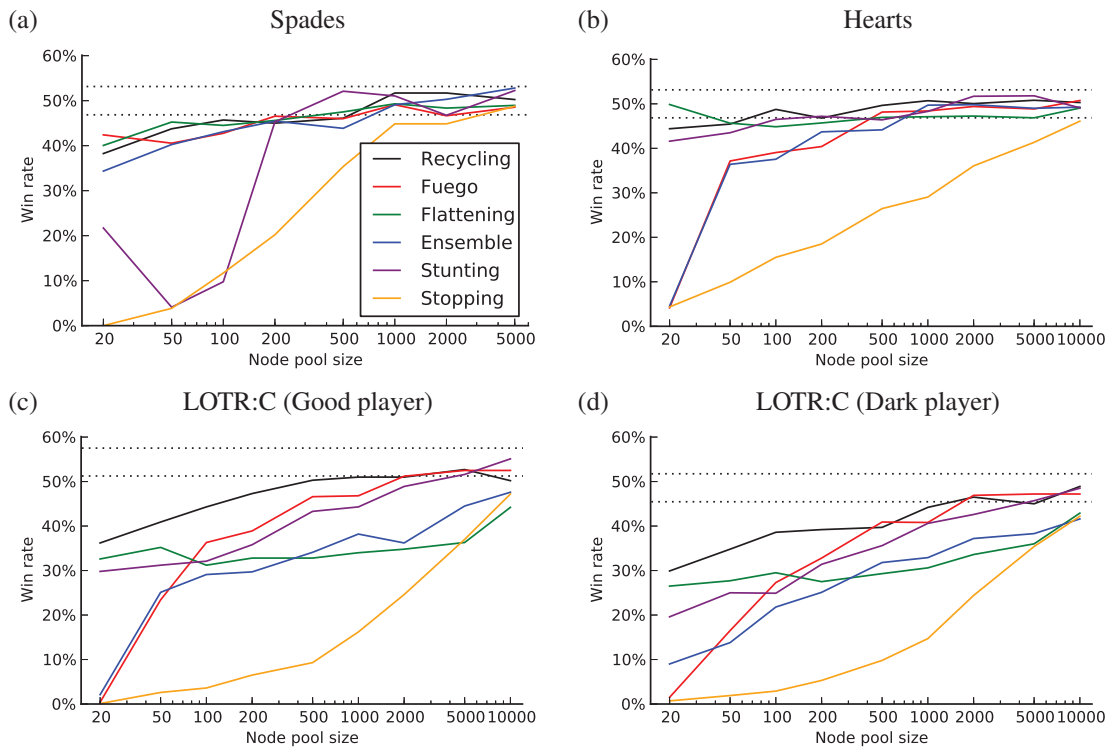 (a) Spades
60%
50%
40%
30%
20%
10%
0%
Win rate
20 50 100 200 500 1000 2000 5000
Node pool size
Recycling
Fuego
Flattening
Ensemble
Stunting
Stopping
(b) Hearts
60%
50%
40%
30%
20%
10%
0%
Win rate
20 50 100 200 500 1000 2000 5000 10000
Node pool size
(c) LOTR:C (Good player)
60%
50%
40%
30%
20%
10%
0%
Win rate
20 50 100 200 500 1000 2000 5000 10000
Node pool size
(d) LOTR:C (Dark player)
60%
50%
40%
30%
20%
10%
0%
Win rate
20 50 100 200 500 1000 2000 5000 10000
Node pool size